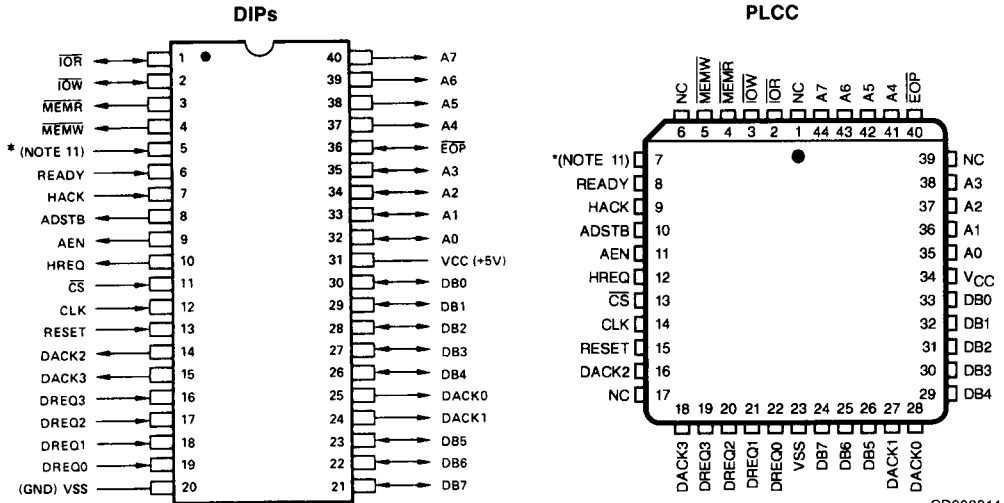 DIPs
IOR 1 40 A7
IOW 2 39 A6
MEMR 3 38 A5
MEMW 4 37 A4
* (NOTE 11) 5 36 EOP
READY 6 35 A3
HACK 7 34 A2
ADSTB 8 33 A1
AEN 9 32 A0
HREQ 10 31 VCC (+5V)
CS 11 30 DB0
CLK 12 29 DB1
RESET 13 28 DB2
DACK2 14 27 DB3
DACK3 15 26 DB4
DREQ3 16 25 DACK0
DREQ2 17 24 DACK1
DREQ1 18 23 DB5
DREQ0 19 22 DB6
(GND) VSS 20 21 DB7
PLCC
NC MEMW MEMR IOW IOR NC A7 A6 A5 A4 EOP
6 5 4 3 2 1 44 43 42 41 40
*(NOTE 11) 7 39 NC
READY 8 38 A3
HACK 9 37 A2
ADSTB 10 36 A1
AEN 11 35 A0
HREQ 12 34 VCC
CS 13 33 DB0
CLK 14 32 DB1
RESET 15 31 DB2
DACK2 16 30 DB3
NC 17 29 DB4
18 19 20 21 22 23 24 25 26 27 28
DACK3 DREQ3 DREQ2 DREQ1 DREQ0 VSS DB7 DB6 DB5 DACK1 DACK0